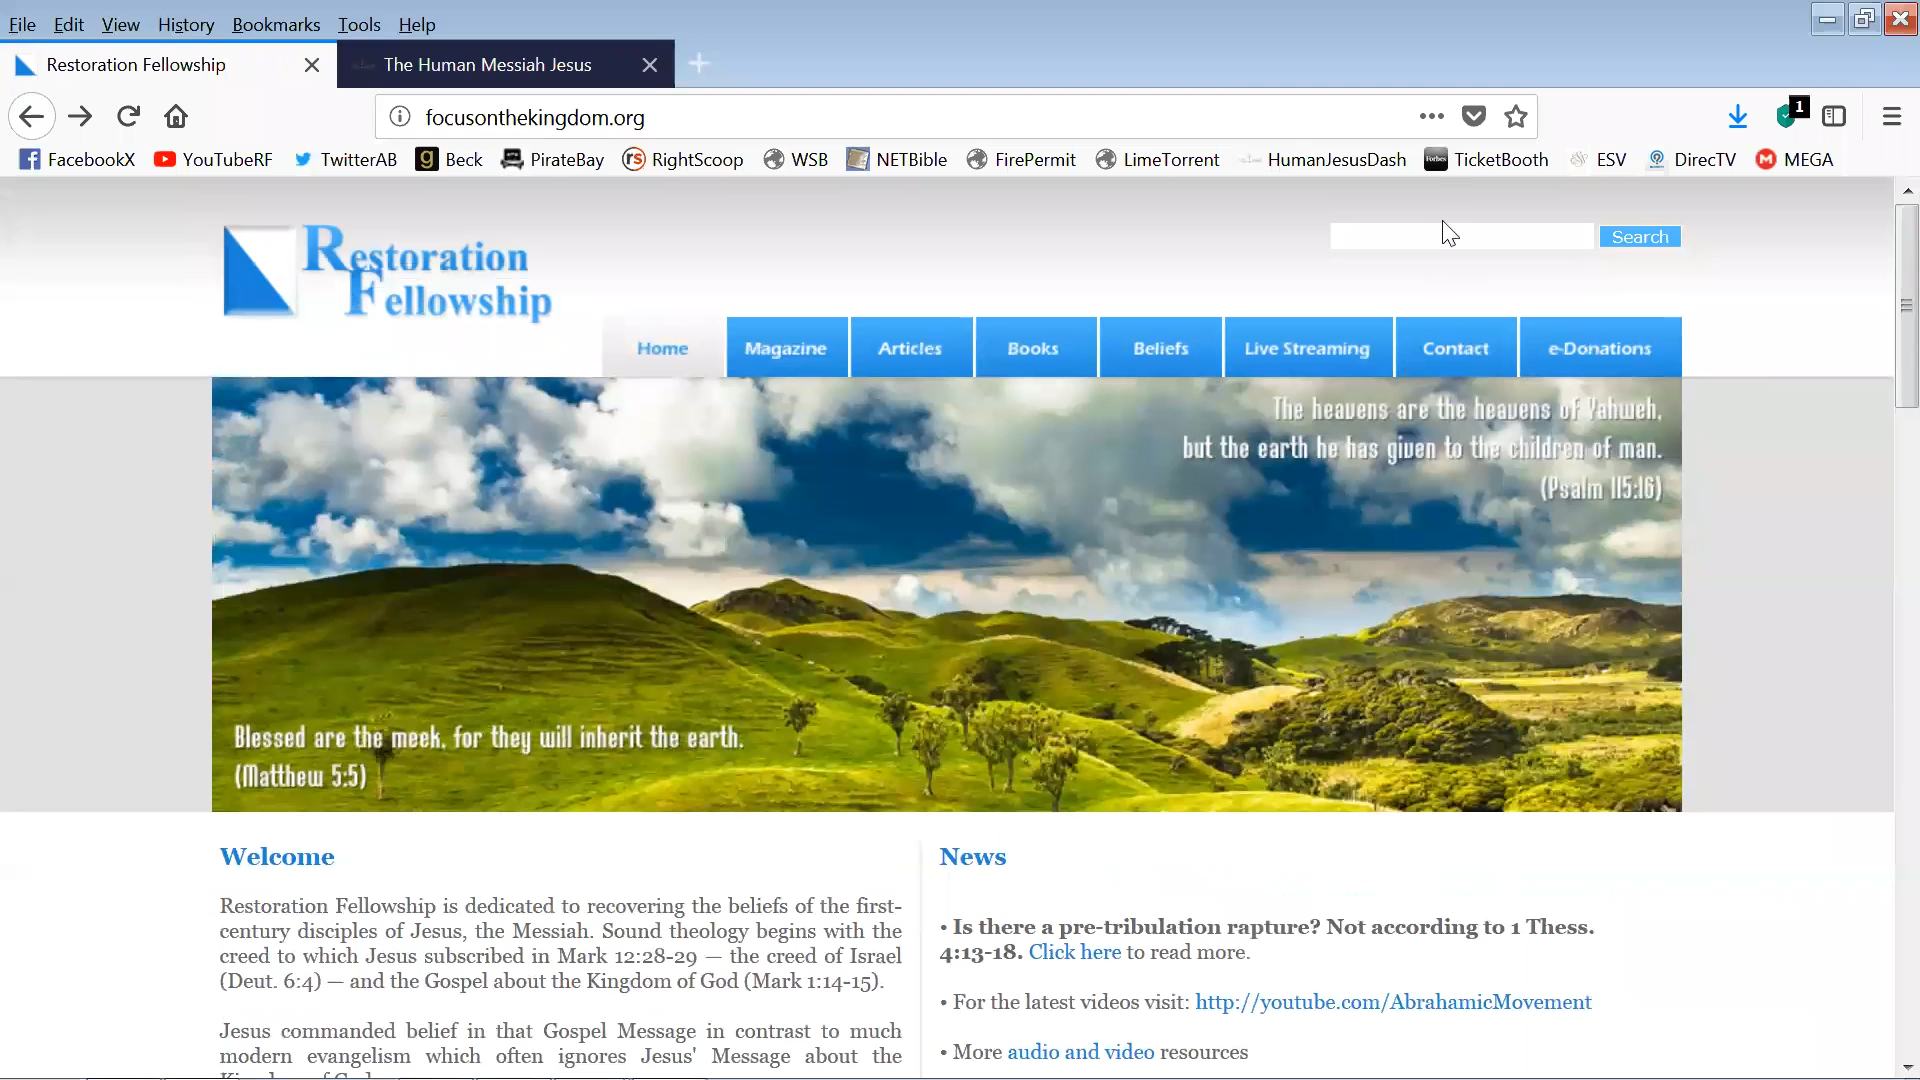 File Edit View History Bookmarks Tools Help
Restoration Fellowship
The Human Messiah Jesus
focusonthekingdom.org
1
FacebookX YouTubeRF TwitterAB Beck PirateBay RightScoop WSB NETBible FirePermit LimeTorrent HumanJesusDash TicketBooth ESV DirecTV MEGA
Restoration
Fellowship
Search
Home Magazine Articles Books Beliefs Live Streaming Contact e-Donations
The heavens are the heavens of Yahweh,
but the earth he has given to the children of man.
(Psalm 115:16)
Blessed are the meek, for they will inherit the earth.
(Matthew 5:5)
Welcome
Restoration Fellowship is dedicated to recovering the beliefs of the first-
century disciples of Jesus, the Messiah. Sound theology begins with the
creed to which Jesus subscribed in Mark 12:28-29 — the creed of Israel
(Deut. 6:4) — and the Gospel about the Kingdom of God (Mark 1:14-15).
Jesus commanded belief in that Gospel Message in contrast to much
modern evangelism which often ignores Jesus' Message about the
News
• Is there a pre-tribulation rapture? Not according to 1 Thess.
4:13-18. Click here to read more.
• For the latest videos visit: http://youtube.com/AbrahamicMovement
• More audio and video resources